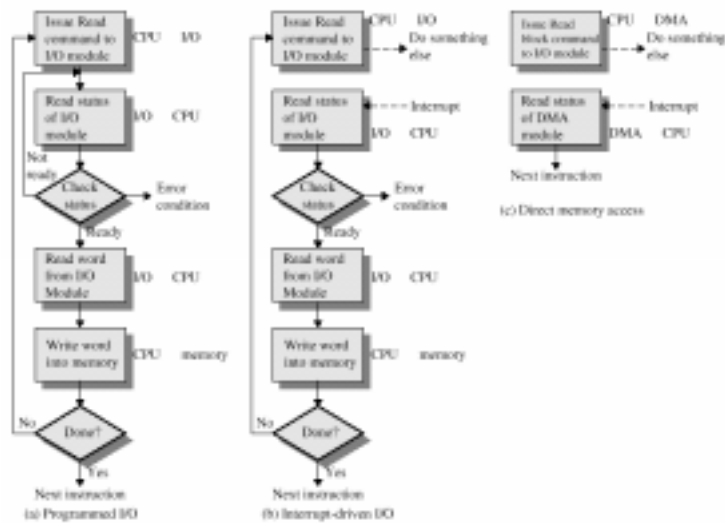 Issue Read
command to
I/O module
CPU I/O
Read status
of I/O
module
I/O CPU
Not
ready
Check
status
Error
condition
Ready
Read word
from I/O
Module
I/O CPU
Write word
into memory
CPU memory
No
Done?
Yes
Next instruction
(a) Programmed I/O
Issue Read
command to
I/O module
CPU I/O
Do something
else
Read status
of I/O
module
Interrupt
I/O CPU
Check
status
Error
condition
Ready
Read word
from I/O
Module
I/O CPU
Write word
into memory
CPU memory
No
Done?
Yes
Next instruction
(b) Interrupt-driven I/O
Issue Read
block command
to I/O module
CPU DMA
Do something
else
Read status
of DMA
module
Interrupt
DMA CPU
Next instruction
(c) Direct memory access